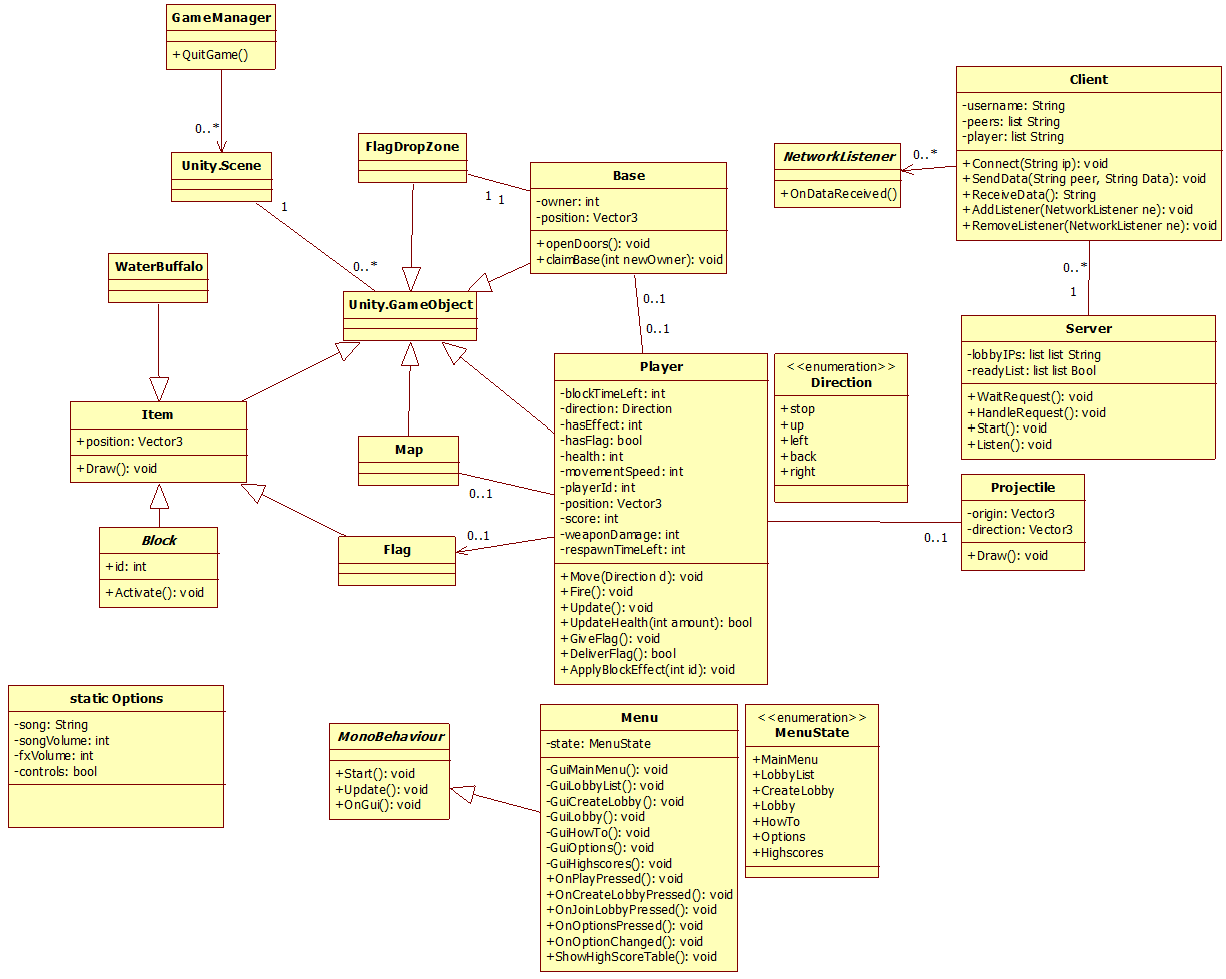 GameManager
+QuitGame()
0..*
Unity.Scene
1
0..*
FlagDropZone
1
1
Base
-owner: int
-position: Vector3
+openDoors(): void
+claimBase(int newOwner): void
NetworkListener
+OnDataReceived()
0..*
Client
-username: String
-peers: list String
-player: list String
+Connect(String ip): void
+SendData(String peer, String Data): void
+ReceiveData(): String
+AddListener(NetworkListener ne): void
+RemoveListener(NetworkListener ne): void
0..*
1
WaterBuffalo
Unity.GameObject
0..1
0..1
Server
-lobbyIPs: list list String
-readyList: list list Bool
+WaitRequest(): void
+HandleRequest(): void
+Start(): void
+Listen(): void
Item
+position: Vector3
+Draw(): void
Map
0..1
Player
-blockTimeLeft: int
-direction: Direction
-hasEffect: int
-hasFlag: bool
-health: int
-movementSpeed: int
-playerId: int
-position: Vector3
-score: int
-weaponDamage: int
-respawnTimeLeft: int
+Move(Direction d): void
+Fire(): void
+Update(): void
+UpdateHealth(int amount): bool
+GiveFlag(): void
+DeliverFlag(): bool
+ApplyBlockEffect(int id): void
<<enumeration>>
Direction
+stop
+up
+left
+back
+right
Projectile
-origin: Vector3
-direction: Vector3
+Draw(): void
0..1
Block
+id: int
+Activate(): void
Flag
0..1
static Options
-song: String
-songVolume: int
-fxVolume: int
-controls: bool
MonoBehaviour
+Start(): void
+Update(): void
+OnGui(): void
Menu
-state: MenuState
-GuiMainMenu(): void
-GuiLobbyList(): void
-GuiCreateLobby(): void
-GuiLobby(): void
-GuiHowTo(): void
-GuiOptions(): void
-GuiHighscores(): void
+OnPlayPressed(): void
+OnCreateLobbyPressed(): void
+OnJoinLobbyPressed(): void
+OnOptionsPressed(): void
+OnOptionChanged(): void
+ShowHighScoreTable(): void
<<enumeration>>
MenuState
+MainMenu
+LobbyList
+CreateLobby
+Lobby
+HowTo
+Options
+Highscores